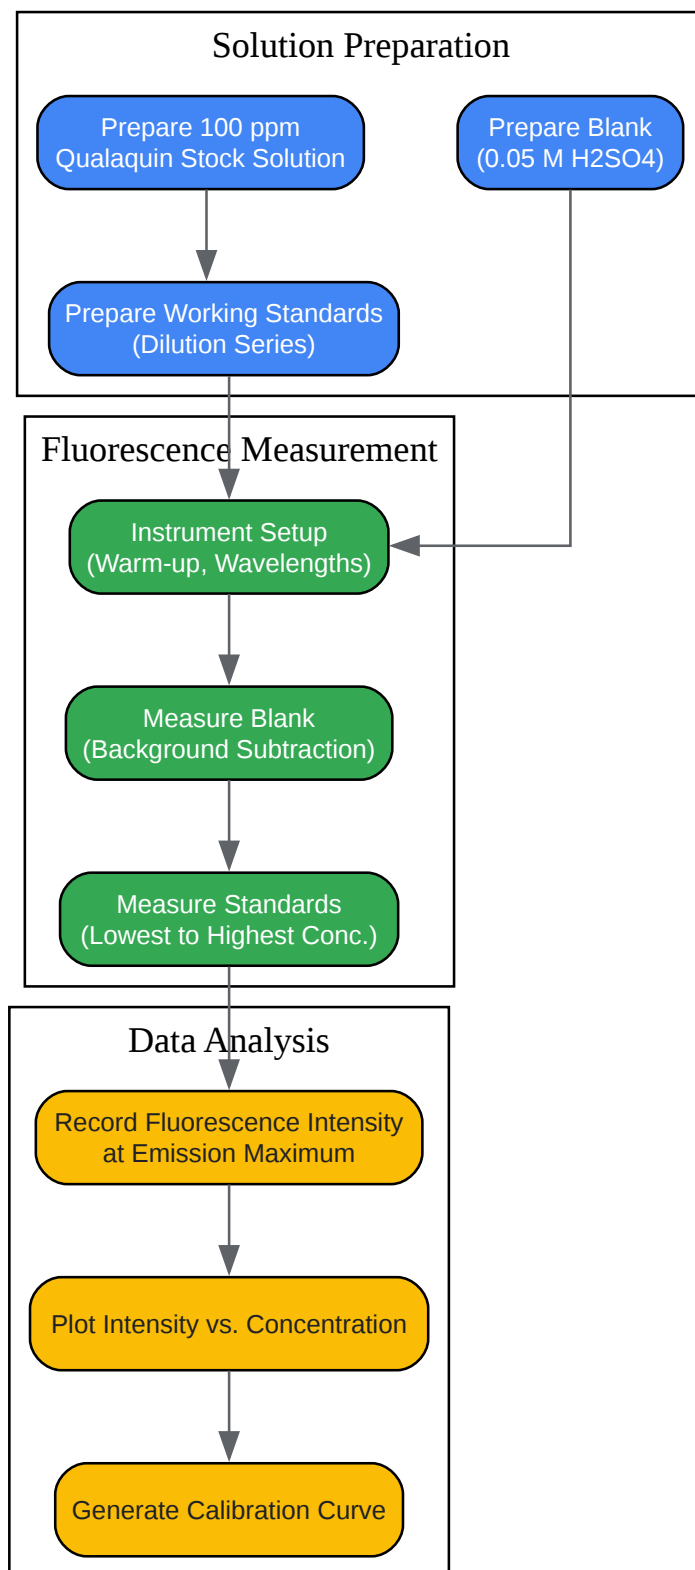 Solution Preparation
Prepare 100 ppm
Qualaquin Stock Solution
Prepare Blank
(0.05 M H2SO4)
Prepare Working Standards
(Dilution Series)
Fluorescence Measurement
Instrument Setup
(Warm-up, Wavelengths)
Measure Blank
(Background Subtraction)
Measure Standards
(Lowest to Highest Conc.)
Data Analysis
Record Fluorescence Intensity
at Emission Maximum
Plot Intensity vs. Concentration
Generate Calibration Curve